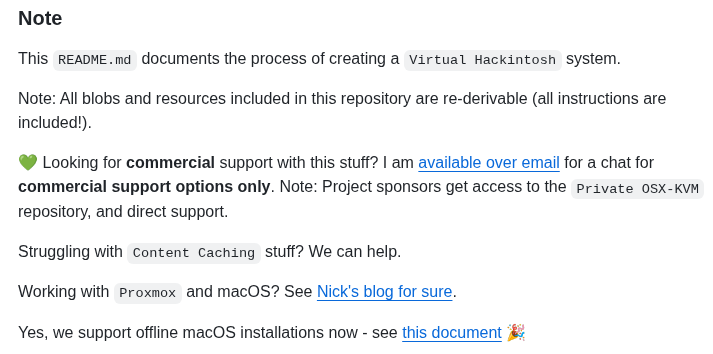 Note
This README.md documents the process of creating a Virtual Hackintosh system.
Note: All blobs and resources included in this repository are re-derivable (all instructions are
included!).
💚 Looking for commercial support with this stuff? I am available over email for a chat for
commercial support options only. Note: Project sponsors get access to the Private OSX-KVM
repository, and direct support.
Struggling with Content Caching stuff? We can help.
Working with Proxmox and macOS? See Nick's blog for sure.
Yes, we support offline macOS installations now - see this document 🎉